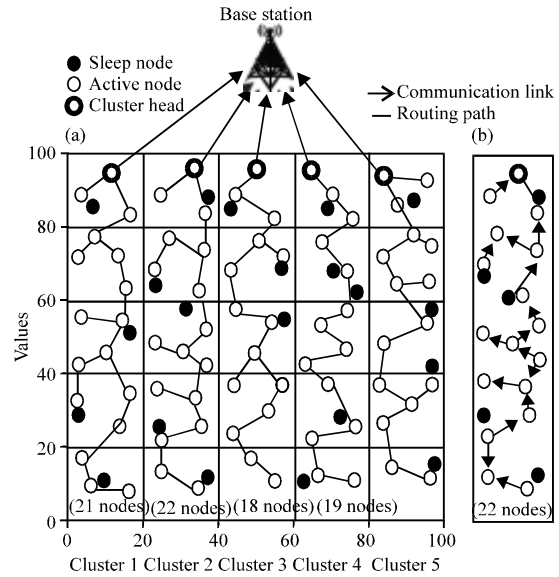 Base station
Sleep node
Active node
Cluster head
Communication link
Routing path
(a)
(b)
100
80
60
40
20
0
Values
(21 nodes)
(22 nodes)
(18 nodes)
(19 nodes)
(22 nodes)
0 20 40 60 80 100
Cluster 1 Cluster 2 Cluster 3 Cluster 4 Cluster 5